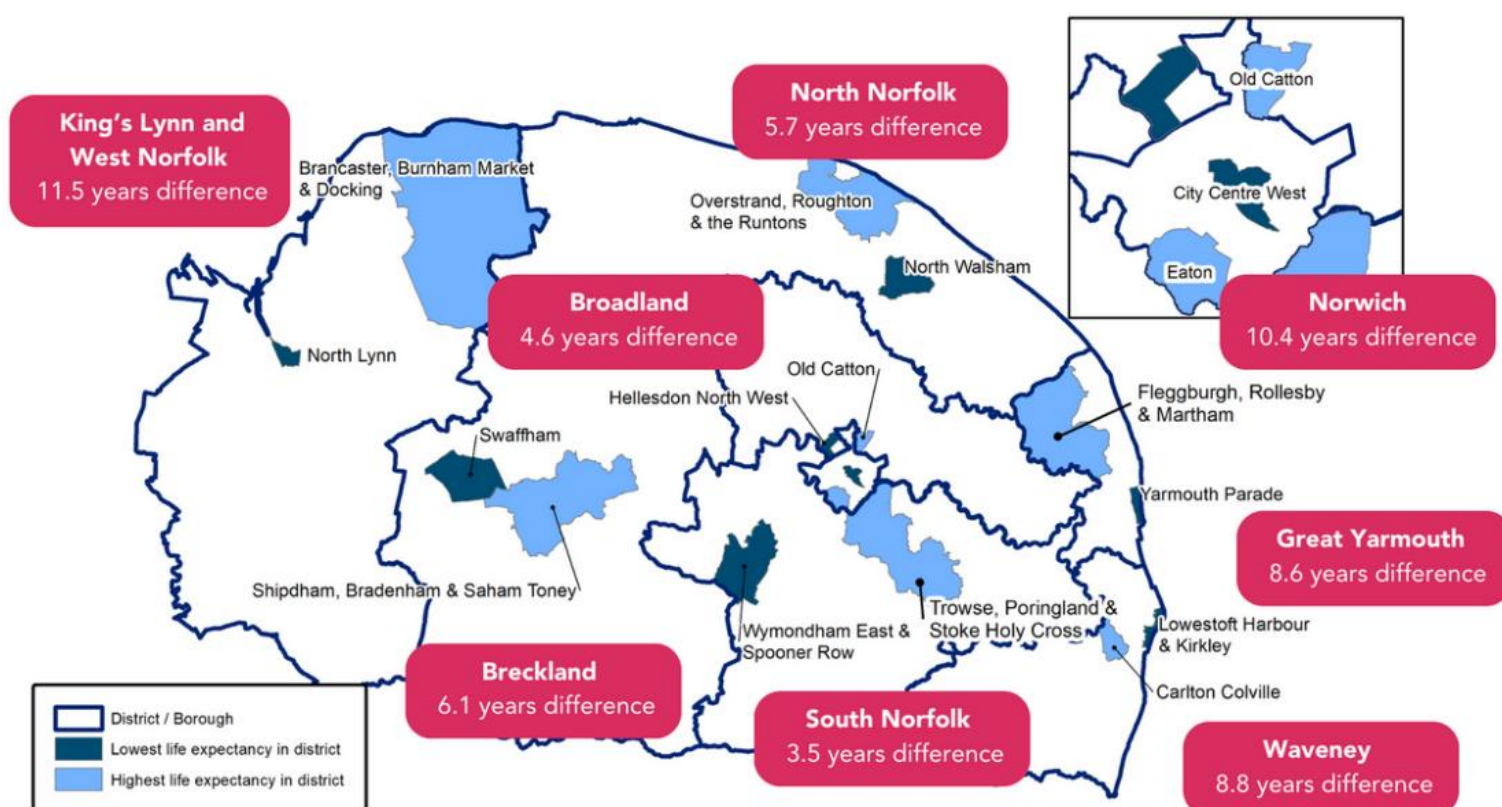 King's Lynn and
West Norfolk
11.5 years difference
North Norfolk
5.7 years difference
Old Catton
City Centre West
Eaton
Norwich
10.4 years difference
Brancaster, Burnham Market
& Docking
Overstrand, Roughton
& the Runtons
North Walsham
Broadland
4.6 years difference
North Lynn
Old Catton
Hellesdon North West
Fleggburgh, Rollesby
& Martham
Swaffham
Yarmouth Parade
Great Yarmouth
8.6 years difference
Shipdham, Bradenham & Saham Toney
Trowse, Poringland &
Stoke Holy Cross
Wymondham East &
Spooner Row
Lowestoft Harbour
& Kirkley
Carlton Colville
Breckland
6.1 years difference
South Norfolk
3.5 years difference
Waveney
8.8 years difference
District / Borough
Lowest life expectancy in district
Highest life expectancy in district